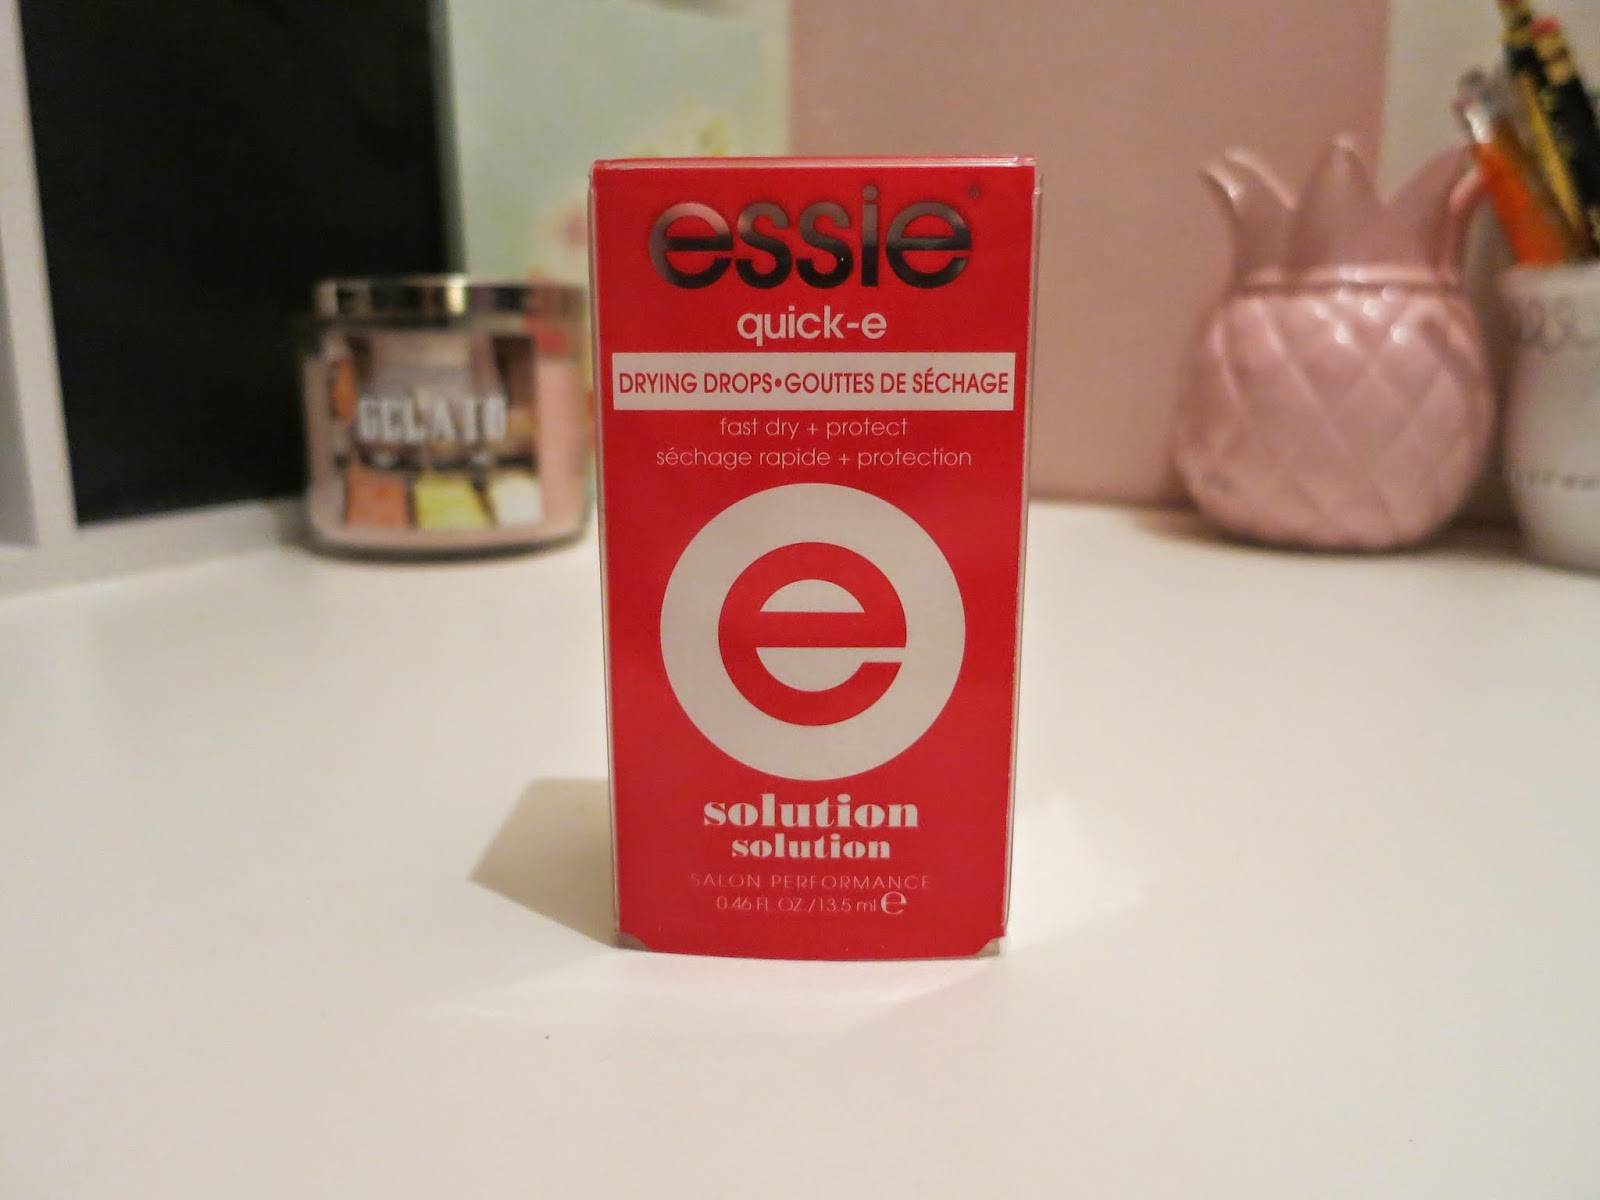 essie®
quick-e
DRYING DROPS•GOUTTES DE SÉCHAGE
fast dry + protect
séchage rapide + protection
e
solution
solution
SALON PERFORMANCE
0.46 FL. OZ / 13.5 ml e
GELATO